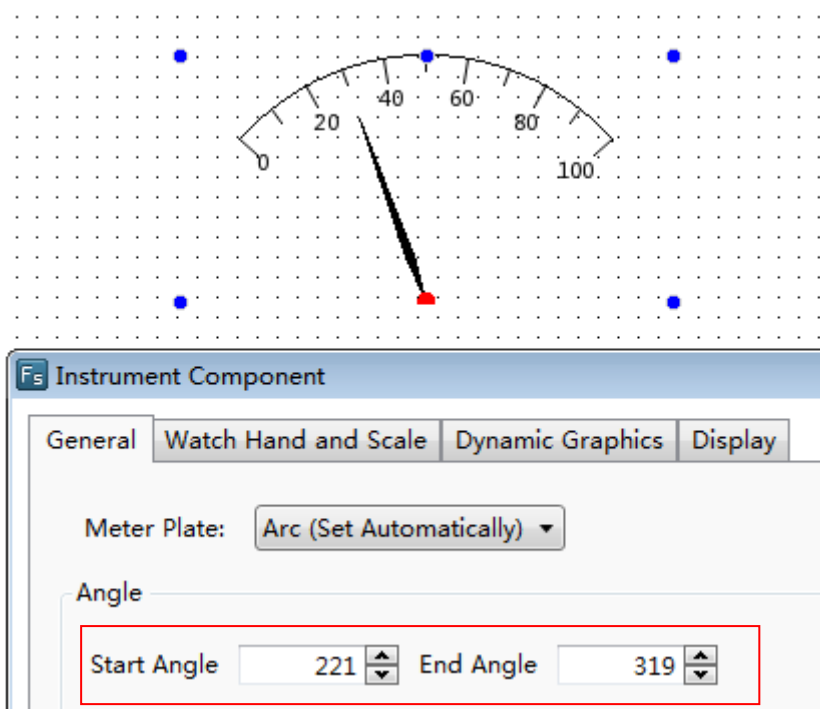 40 60
20 80
0 100
Fs Instrument Component
General Watch Hand and Scale Dynamic Graphics Display
Meter Plate: Arc (Set Automatically)
Angle
Start Angle 221 End Angle 319